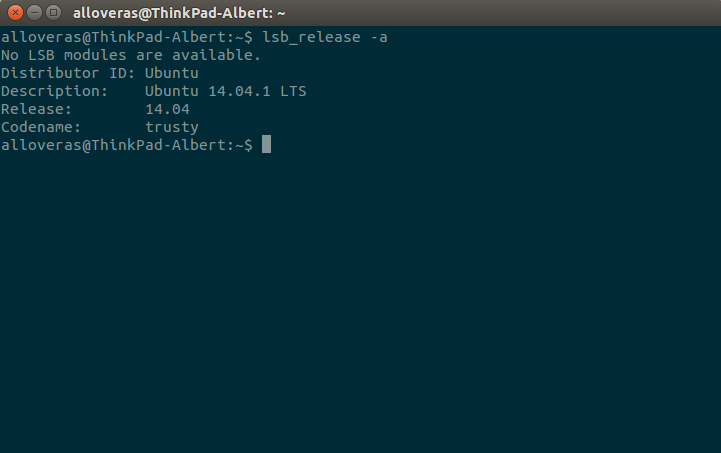 alloveras@ThinkPad-Albert: ~
alloveras@ThinkPad-Albert:~$ lsb_release -a
No LSB modules are available.
Distributor ID: Ubuntu
Description:    Ubuntu 14.04.1 LTS
Release:        14.04
Codename:       trusty
alloveras@ThinkPad-Albert:~$